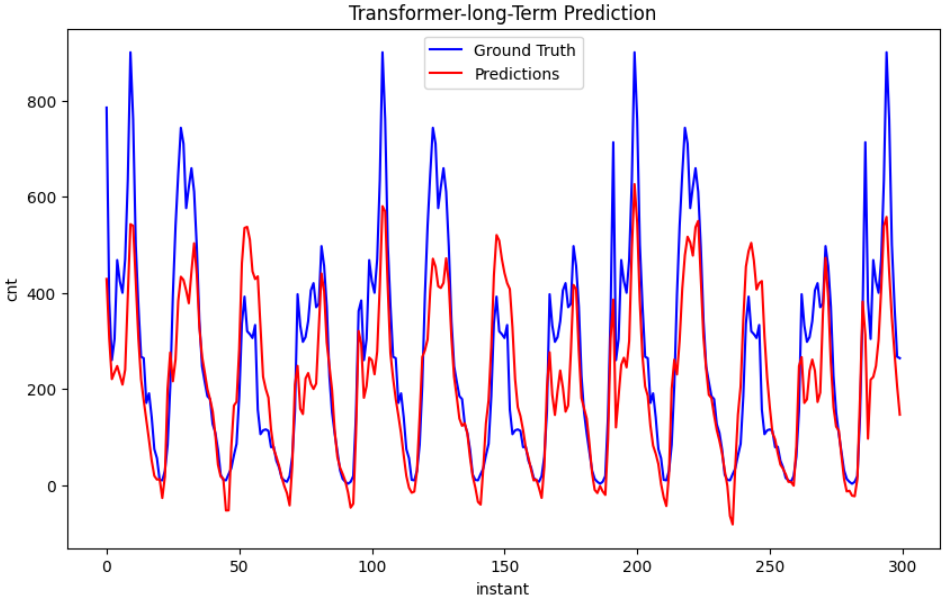 Transformer-long-Term Prediction
Ground Truth
Predictions
cnt
800
600
400
200
0
0 50 100 150 200 250 300
instant